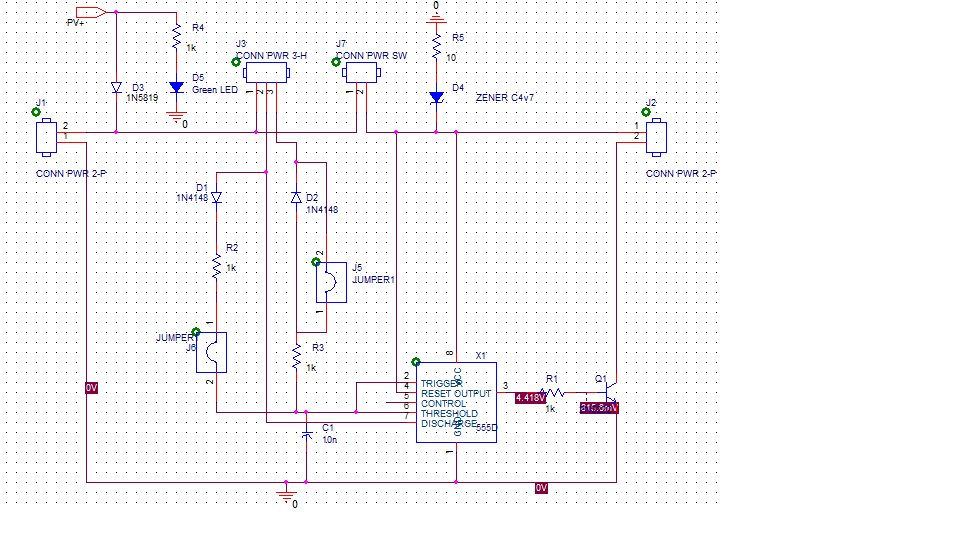 0
PV+
R4
1k
R5
10
J3
CONN PWR 3-H
J7
CONN PWR SW
D5
Green LED
D3
1N5819
D4
ZENER C4v7
1
2
3
1
2
0
J1
2
1
CONN PWR 2-P
J2
1
2
CONN PWR 2-P
D1
1N4148
D2
1N4148
R2
1k
2
J5
JUMPER1
1
1
JUMPER1
J6
2
R3
1k
8
X1
VCC
2
TRIGGER
4
RESET OUTPUT
3
5
CONTROL
6
THRESHOLD
7
DISCHARGE
GND
555D
1
R1
1k
Q1
4.418V
0V
C1
10n
0V
0